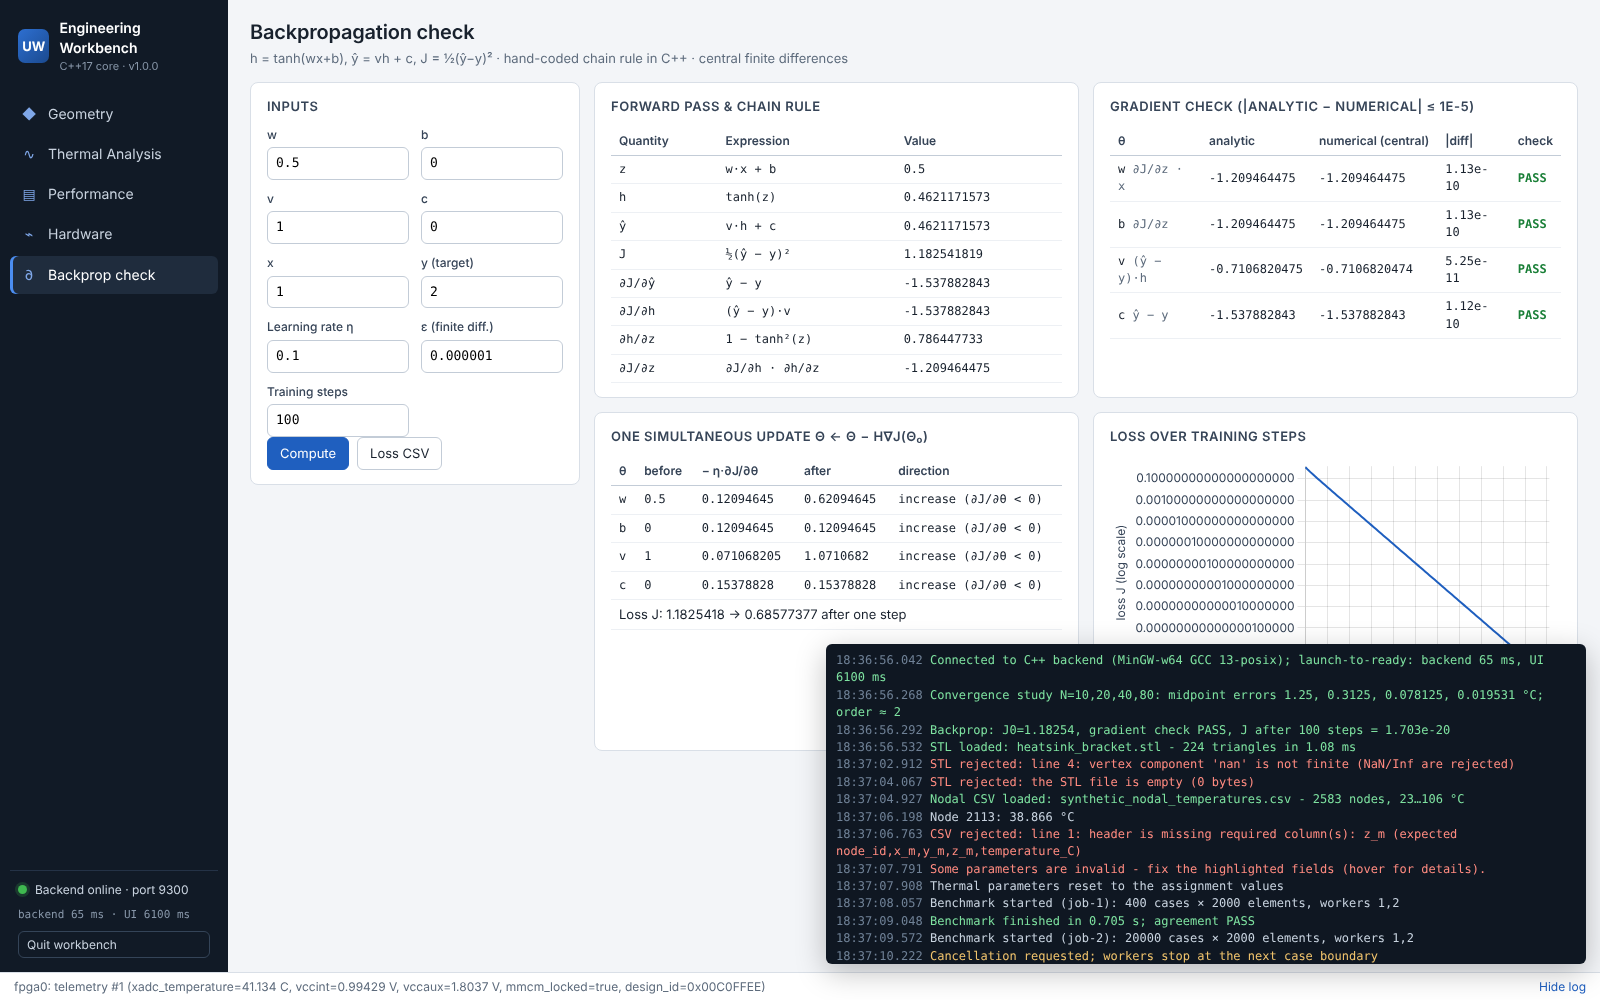 UW
Engineering
Workbench
C++17 core · v1.0.0
Geometry
Thermal Analysis
Performance
Hardware
∂ Backprop check
Backend online · port 9300
backend 65 ms · UI 6100 ms
Quit workbench
Backpropagation check
h = tanh(wx+b), ŷ = vh + c, J = ½(ŷ−y)² · hand-coded chain rule in C++ · central finite differences
INPUTS
w b
0.5 0
v c
1 0
x y (target)
1 2
Learning rate η ε (finite diff.)
0.1 0.000001
Training steps
100
Compute Loss CSV
FORWARD PASS & CHAIN RULE
Quantity Expression Value
z w·x + b 0.5
h tanh(z) 0.4621171573
ŷ v·h + c 0.4621171573
J ½(ŷ − y)² 1.182541819
∂J/∂ŷ ŷ − y -1.537882843
∂J/∂h (ŷ − y)·v -1.537882843
∂h/∂z 1 − tanh²(z) 0.786447733
∂J/∂z ∂J/∂h · ∂h/∂z -1.209464475
GRADIENT CHECK (|ANALYTIC − NUMERICAL| ≤ 1E-5)
θ analytic numerical (central) |diff| check
w ∂J/∂z · x -1.209464475 -1.209464475 1.13e-10 PASS
b ∂J/∂z -1.209464475 -1.209464475 1.13e-10 PASS
v (ŷ − y)·h -0.7106820475 -0.7106820474 5.25e-11 PASS
c ŷ − y -1.537882843 -1.537882843 1.12e-10 PASS
ONE SIMULTANEOUS UPDATE Θ ← Θ − H∇J(Θ₀)
θ before − η·∂J/∂θ after direction
w 0.5 0.12094645 0.62094645 increase (∂J/∂θ < 0)
b 0 0.12094645 0.12094645 increase (∂J/∂θ < 0)
v 1 0.071068205 1.0710682 increase (∂J/∂θ < 0)
c 0 0.15378828 0.15378828 increase (∂J/∂θ < 0)
Loss J: 1.1825418 → 0.68577377 after one step
LOSS OVER TRAINING STEPS
loss J (log scale)
0.10000000000000000000
0.00100000000000000000
0.00001000000000000000
0.00000010000000000000
0.00000000100000000000
0.00000000001000000000
0.00000000000010000000
0.00000000000000100000
18:36:56.042 Connected to C++ backend (MinGW-w64 GCC 13-posix); launch-to-ready: backend 65 ms, UI
6100 ms
18:36:56.268 Convergence study N=10,20,40,80: midpoint errors 1.25, 0.3125, 0.078125, 0.019531 °C;
order ≈ 2
18:36:56.292 Backprop: J0=1.18254, gradient check PASS, J after 100 steps = 1.703e-20
18:36:56.532 STL loaded: heatsink_bracket.stl - 224 triangles in 1.08 ms
18:37:02.912 STL rejected: line 4: vertex component 'nan' is not finite (NaN/Inf are rejected)
18:37:04.067 STL rejected: the STL file is empty (0 bytes)
18:37:04.927 Nodal CSV loaded: synthetic_nodal_temperatures.csv - 2583 nodes, 23…106 °C
18:37:06.198 Node 2113: 38.866 °C
18:37:06.763 CSV rejected: line 1: header is missing required column(s): z_m (expected
node_id,x_m,y_m,z_m,temperature_C)
18:37:07.791 Some parameters are invalid - fix the highlighted fields (hover for details).
18:37:07.908 Thermal parameters reset to the assignment values
18:37:08.057 Benchmark started (job-1): 400 cases × 2000 elements, workers 1,2
18:37:09.048 Benchmark finished in 0.705 s; agreement PASS
18:37:09.572 Benchmark started (job-2): 20000 cases × 2000 elements, workers 1,2
18:37:10.222 Cancellation requested; workers stop at the next case boundary
fpga0: telemetry #1 (xadc_temperature=41.134 C, vccint=0.99429 V, vccaux=1.8037 V, mmcm_locked=true, design_id=0x00C0FFEE)
Hide log